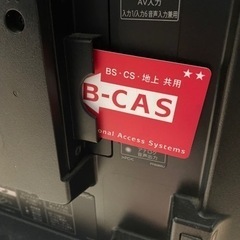 AV入力
入力1/入力6 音声入力兼用
BS・CS・地上 共用
★★
B-CAS
onal Access Systems